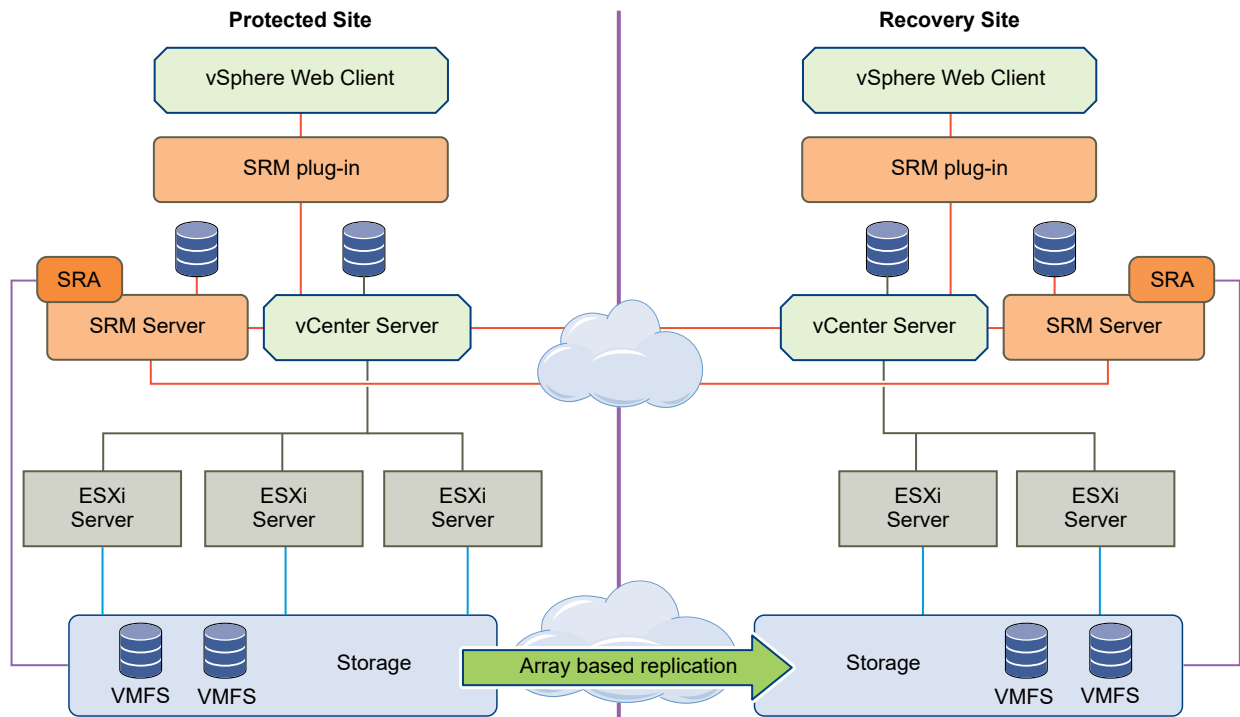 Protected Site
Recovery Site
vSphere Web Client
vSphere Web Client
SRM plug-in
SRM plug-in
SRA
SRA
SRM Server
vCenter Server
vCenter Server
SRM Server
ESXi
Server
ESXi
Server
ESXi
Server
ESXi
Server
ESXi
Server
Storage
Array based replication
Storage
VMFS
VMFS
VMFS
VMFS